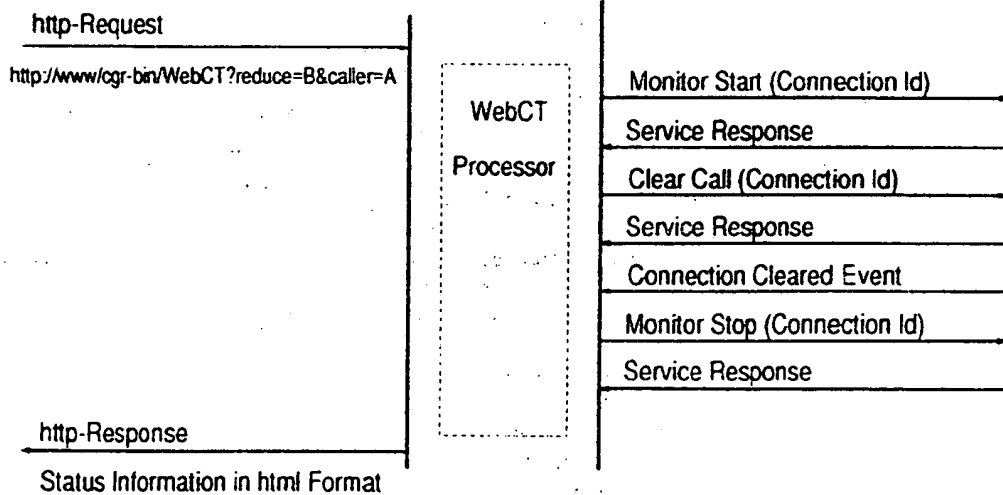 http-Request
http://www/cgr-bin/WebCT?reduce=B&caller=A
WebCT
Processor
Monitor Start (Connection Id)
Service Response
Clear Call (Connection Id)
Service Response
Connection Cleared Event
Monitor Stop (Connection Id)
Service Response
http-Response
Status Information in html Format